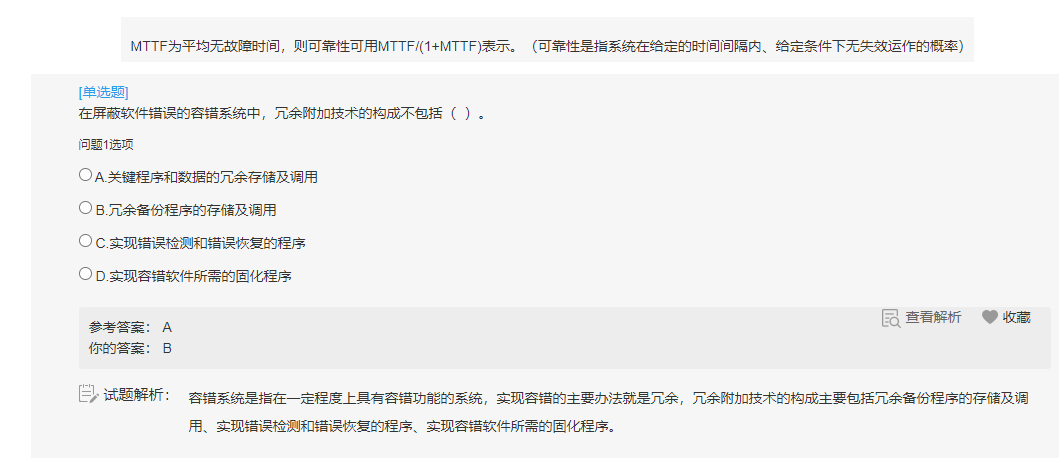 MTTF为平均无故障时间，则可靠性可用MTTF/(1+MTTF)表示。（可靠性是指系统在给定的时间间隔内、给定条件下无失效运作的概率）
[单选题]
在屏蔽软件错误的容错系统中，冗余附加技术的构成不包括（ ）。
问题1选项
A.关键程序和数据的冗余存储及调用
B.冗余备份程序的存储及调用
C.实现错误检测和错误恢复的程序
D.实现容错软件所需的固化程序
查看解析 收藏
参考答案： A
你的答案： B
试题解析： 容错系统是指在一定程度上具有容错功能的系统，实现容错的主要办法就是冗余，冗余附加技术的构成主要包括冗余备份程序的存储及调
用、实现错误检测和错误恢复的程序、实现容错软件所需的固化程序。